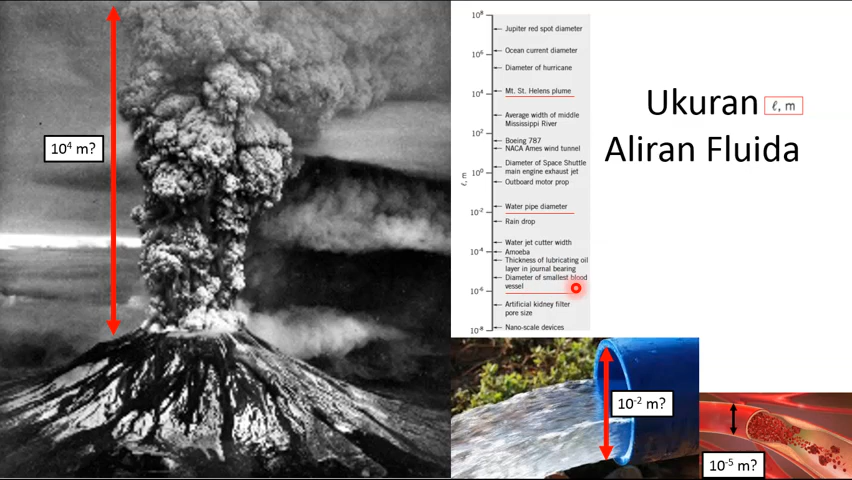 10⁴ m?
10⁸
Jupiter red spot diameter
10⁶
Ocean current diameter
Diameter of hurricane
10⁴
Mt. St. Helens plume
Average width of middle
Mississippi River
10²
Boeing 787
NACA Ames wind tunnel
Diameter of Space Shuttle
main engine exhaust jet
10⁰
Outboard motor prop
ℓ, m
Water pipe diameter
10⁻²
Rain drop
Water jet cutter width
10⁻⁴
Amoeba
Thickness of lubricating oil
layer in journal bearing
Diameter of smallest blood
vessel
10⁻⁶
Artificial kidney filter
pore size
Nano-scale devices
10⁻⁸
Ukuran ℓ, m
Aliran Fluida
10⁻² m?
10⁻⁵ m?